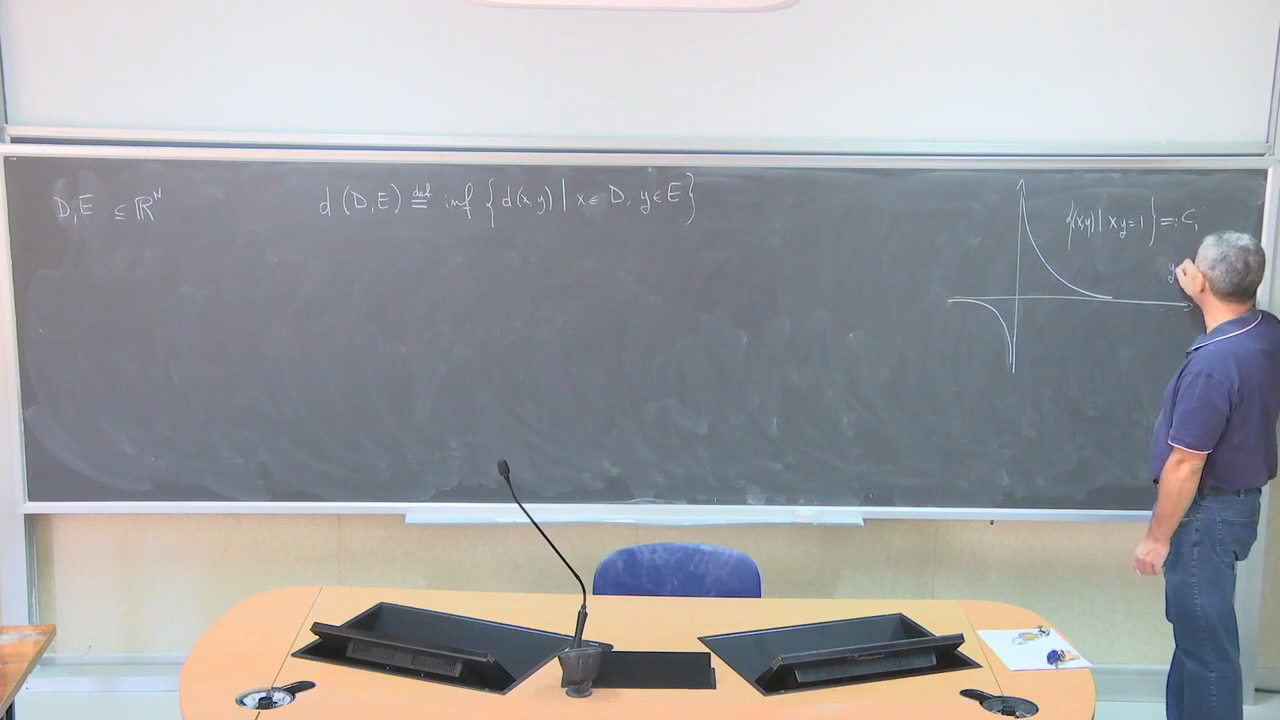 D, E ⊆ ℝᴺ
d (D, E) ≝ inf { d(x, y) | x ∈ D, y ∈ E }
{(x,y) | xy = 1} =: C₁
y